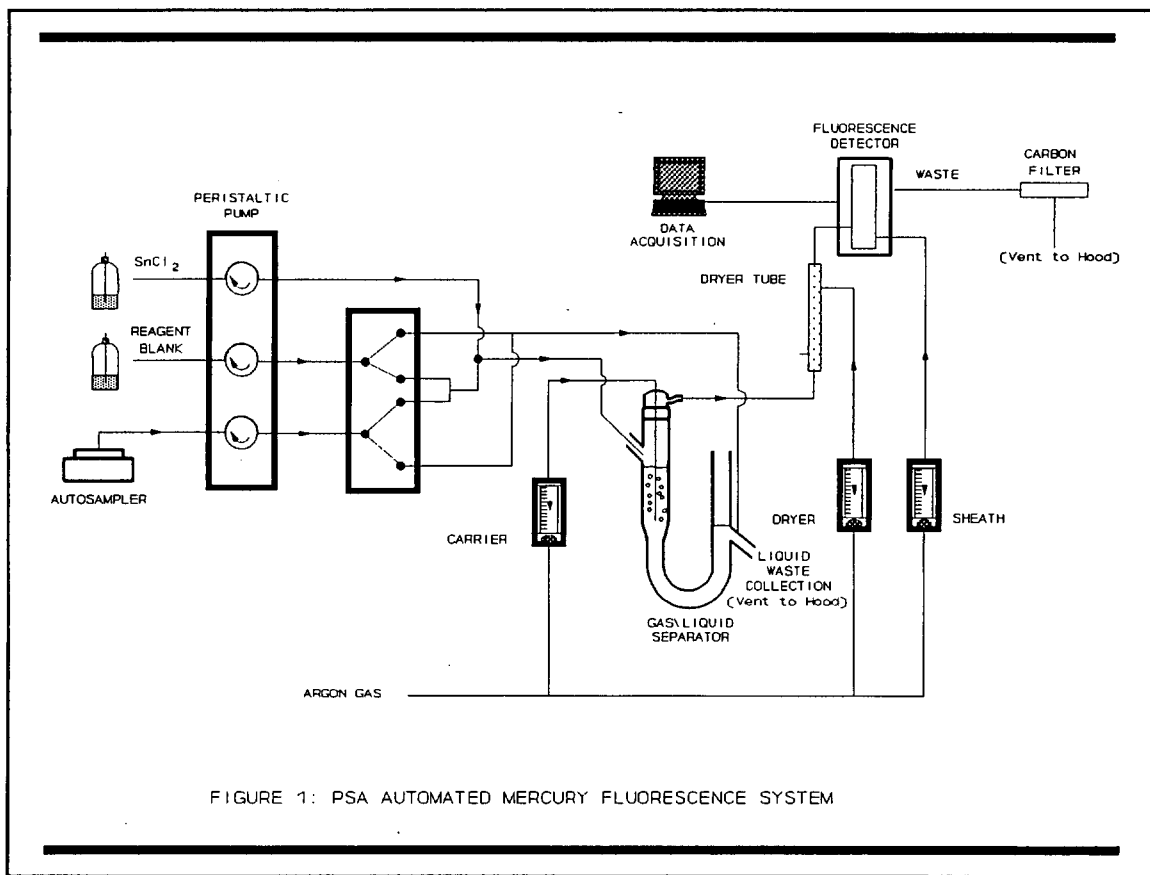 FLUORESCENCE
DETECTOR
CARBON
FILTER
WASTE
PERISTALTIC
PUMP
DATA
ACQUISITION
(Vent to Hood)
SnCl2
DRYER TUBE
REAGENT
BLANK
AUTOSAMPLER
CARRIER
DRYER
SHEATH
LIQUID
WASTE
COLLECTION
(Vent to Hood)
GAS\LIQUID
SEPARATOR
ARGON GAS
FIGURE 1: PSA AUTOMATED MERCURY FLUORESCENCE SYSTEM